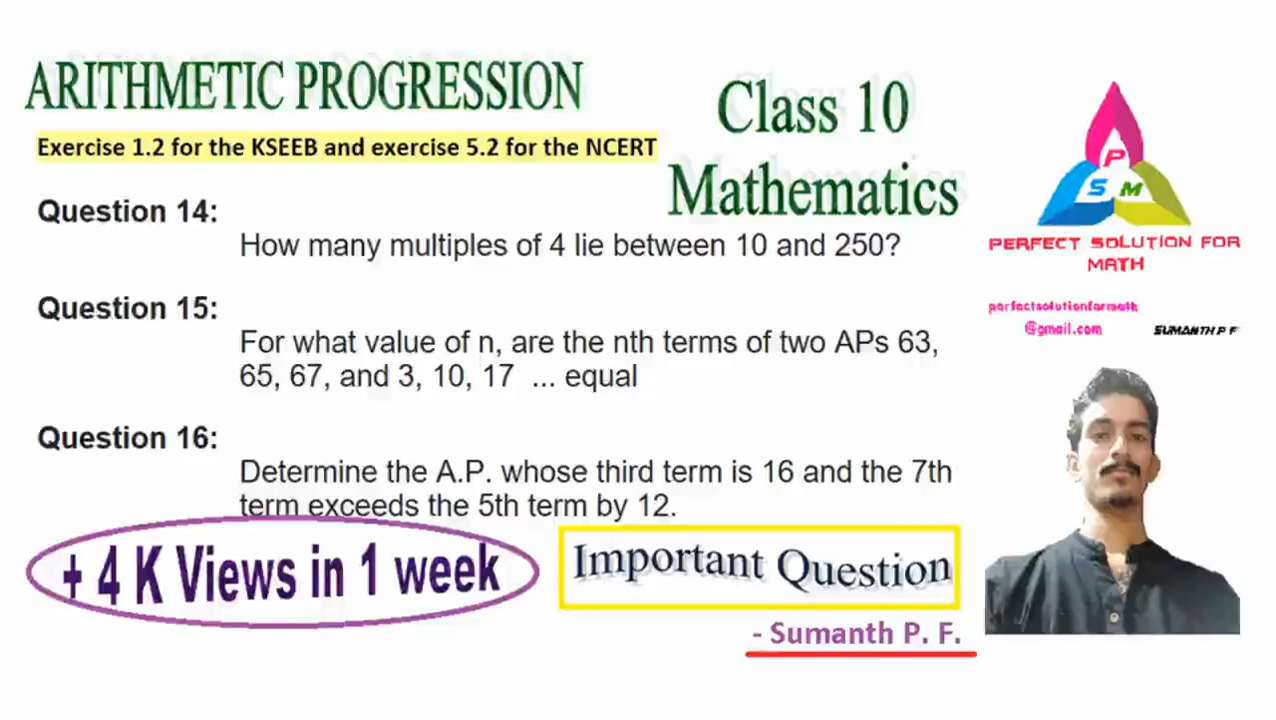 ARITHMETIC PROGRESSION
Exercise 1.2 for the KSEEB and exercise 5.2 for the NCERT
Class 10
Mathematics
Question 14:
How many multiples of 4 lie between 10 and 250?
Question 15:
For what value of n, are the nth terms of two APs 63,
65, 67, and 3, 10, 17 ... equal
Question 16:
Determine the A.P. whose third term is 16 and the 7th
term exceeds the 5th term by 12.
+ 4 K Views in 1 week
Important Question
- Sumanth P. F.
P
S M
PERFECT SOLUTION FOR
MATH
perfectsolutionformath
@gmail.com
SUMANTH P F